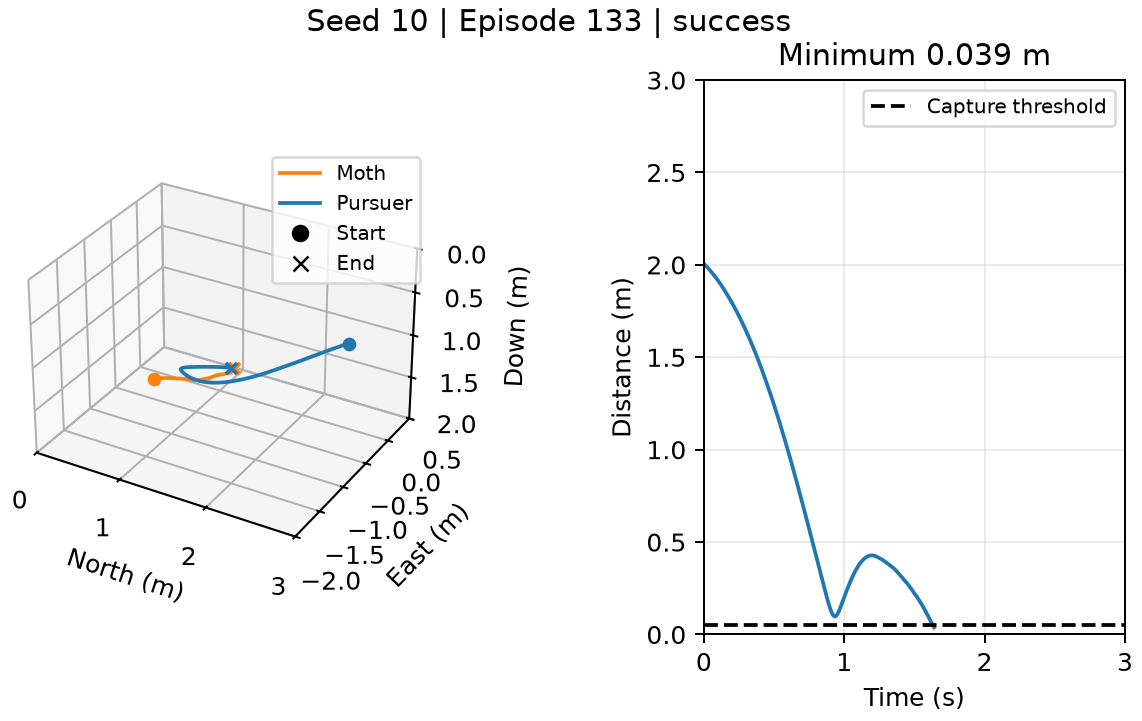 Seed 10 | Episode 133 | success
Moth
Pursuer
Start
End
0.0
0.5
1.0
1.5
2.0
Down (m)
0.5
0.0
−0.5
−1.0
−1.5
−2.0
East (m)
0
1
2
3
North (m)
Minimum 0.039 m
Capture threshold
3.0
2.5
2.0
1.5
1.0
0.5
0.0
Distance (m)
0 1 2 3
Time (s)